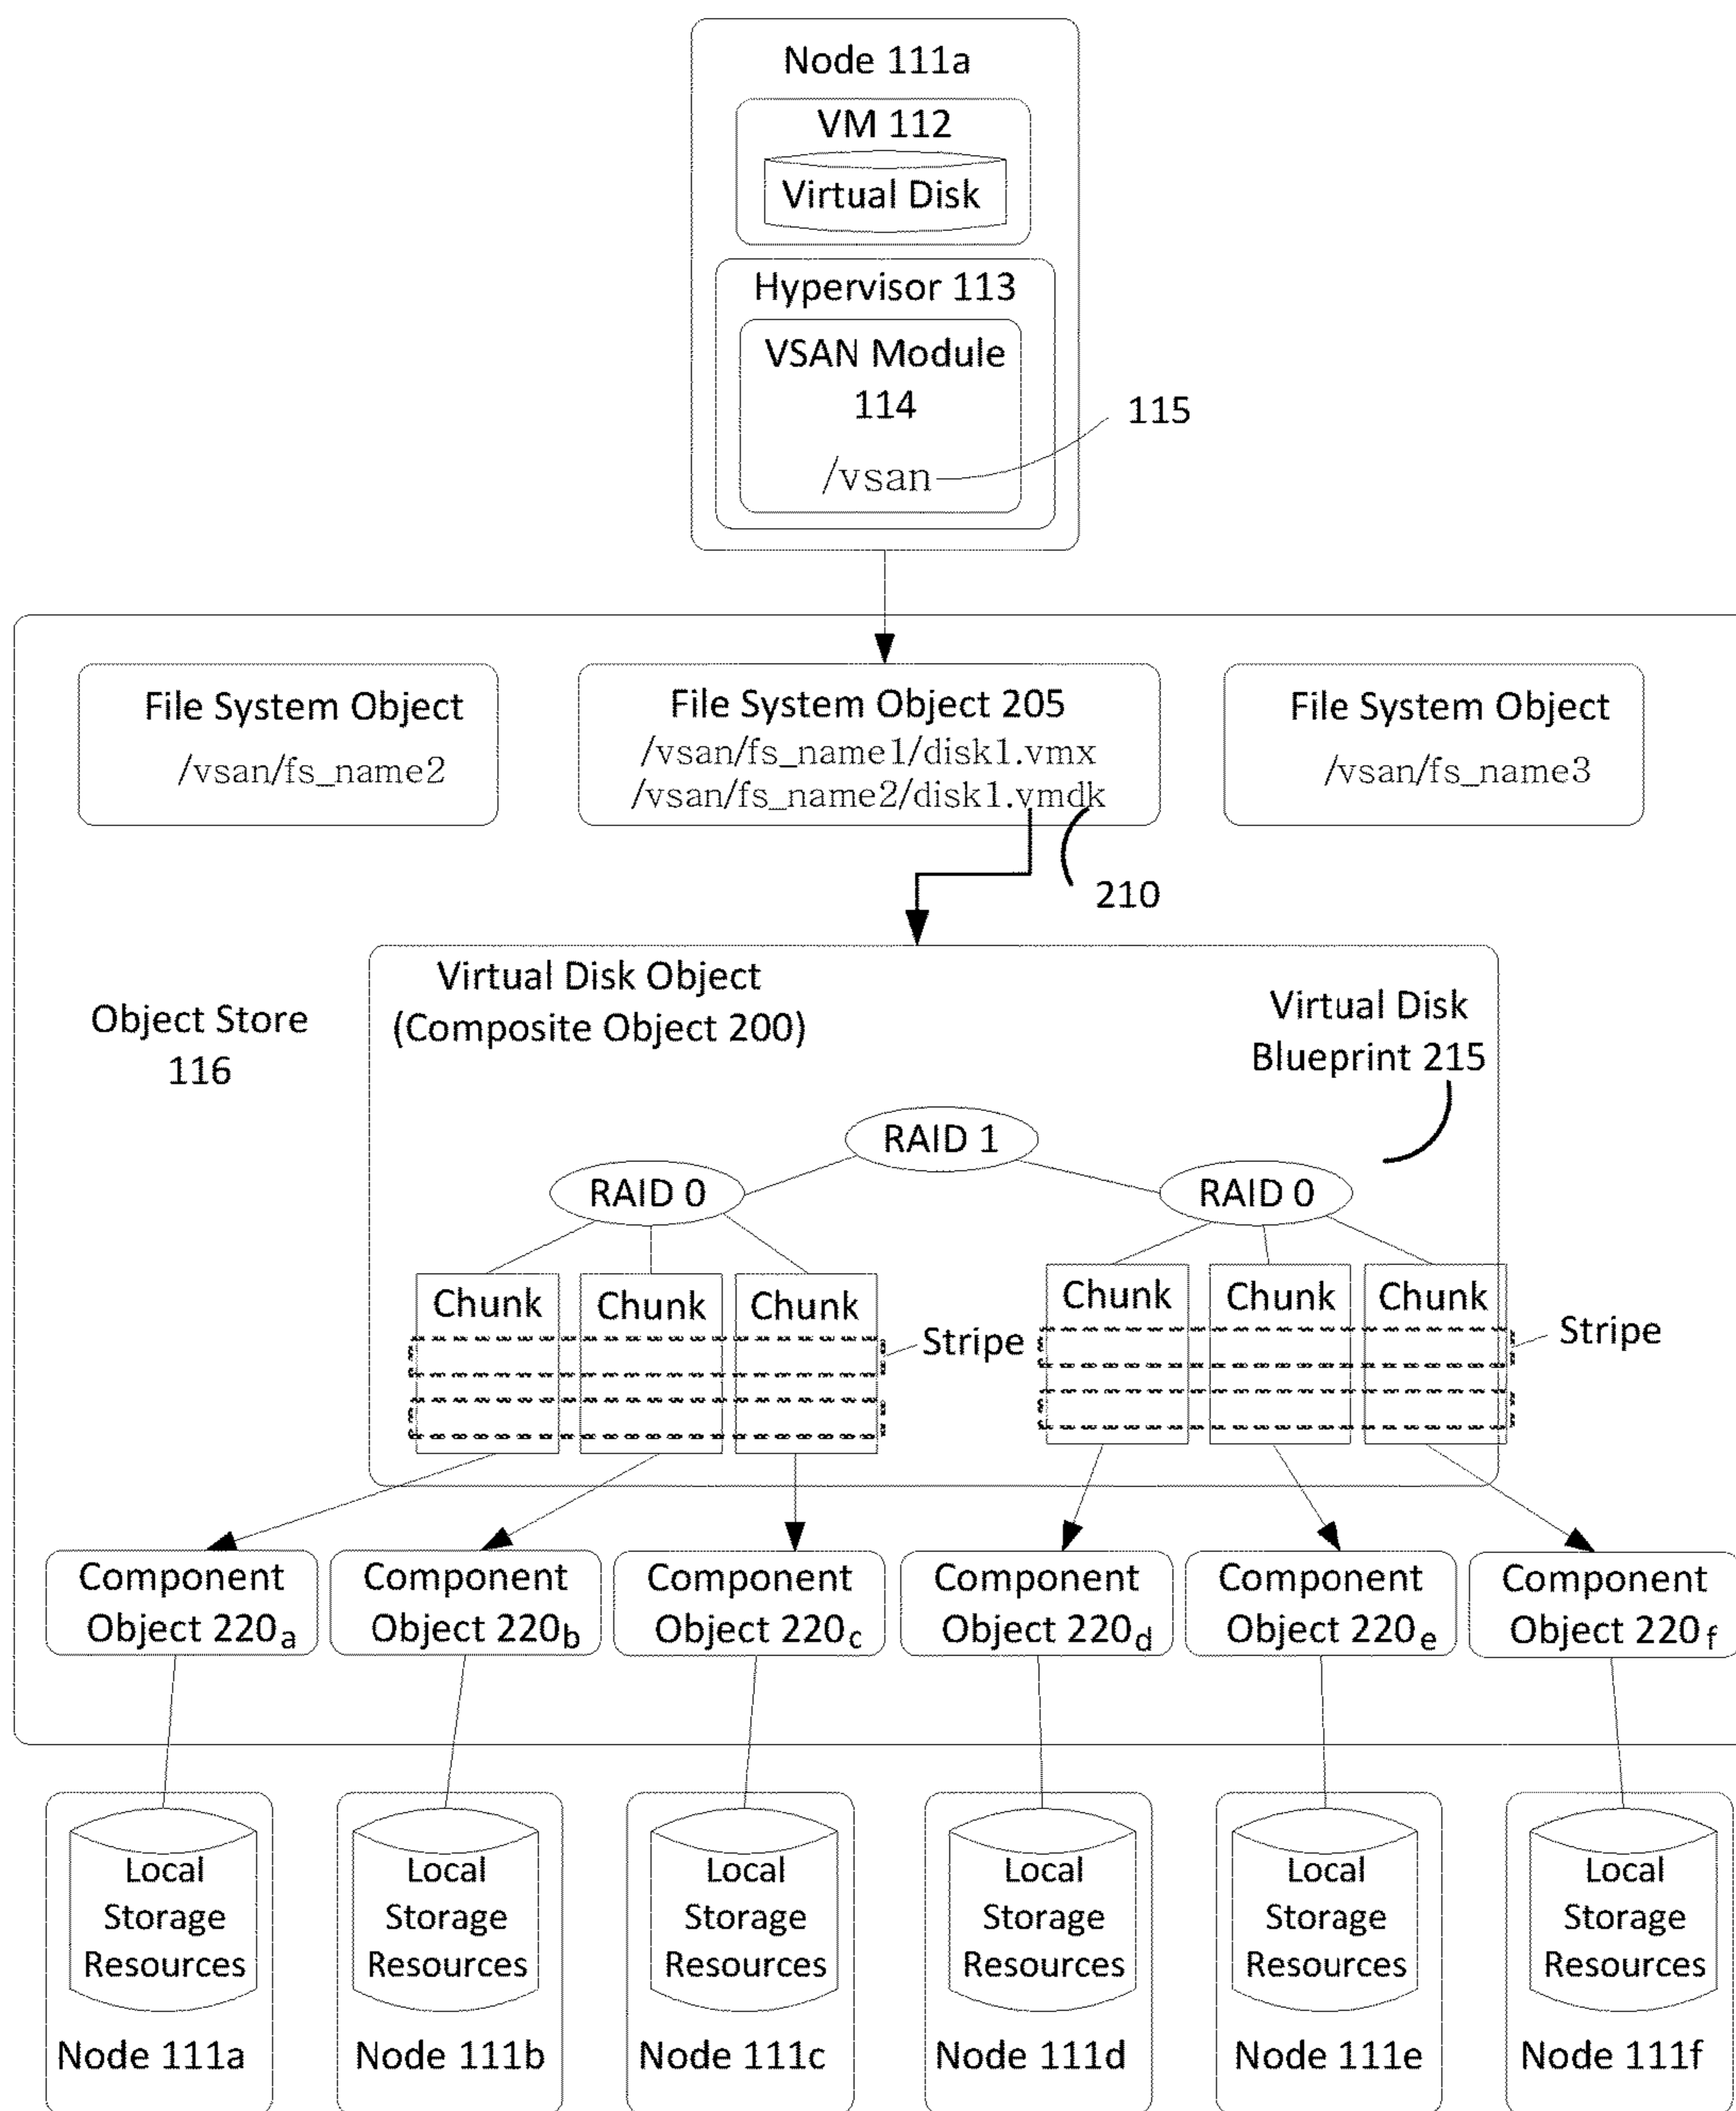 Node 111a
VM 112
Virtual Disk
Hypervisor 113
VSAN Module
114
115
/vsan
File System Object
/vsan/fs_name2
File System Object 205
/vsan/fs_name1/disk1.vmx
/vsan/fs_name2/disk1.vmdk
File System Object
/vsan/fs_name3
210
Object Store
116
Virtual Disk Object
(Composite Object 200)
Virtual Disk
Blueprint 215
RAID 1
RAID 0
RAID 0
Chunk
Chunk
Chunk
Stripe
Chunk
Chunk
Chunk
Stripe
Component
Object 220a
Component
Object 220b
Component
Object 220c
Component
Object 220d
Component
Object 220e
Component
Object 220f
Local
Storage
Resources
Node 111a
Local
Storage
Resources
Node 111b
Local
Storage
Resources
Node 111c
Local
Storage
Resources
Node 111d
Local
Storage
Resources
Node 111e
Local
Storage
Resources
Node 111f